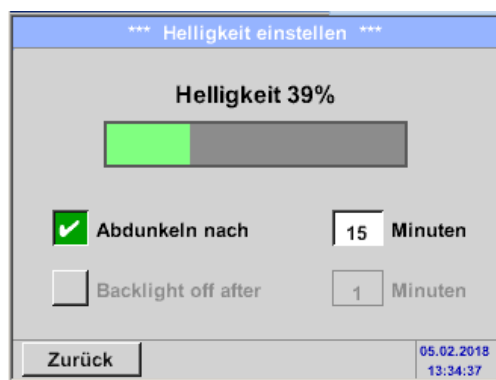 *** Helligkeit einstellen ***
Helligkeit 39%
Abdunkeln nach 15 Minuten
Backlight off after 1 Minuten
Zurück
05.02.2018
13:34:37